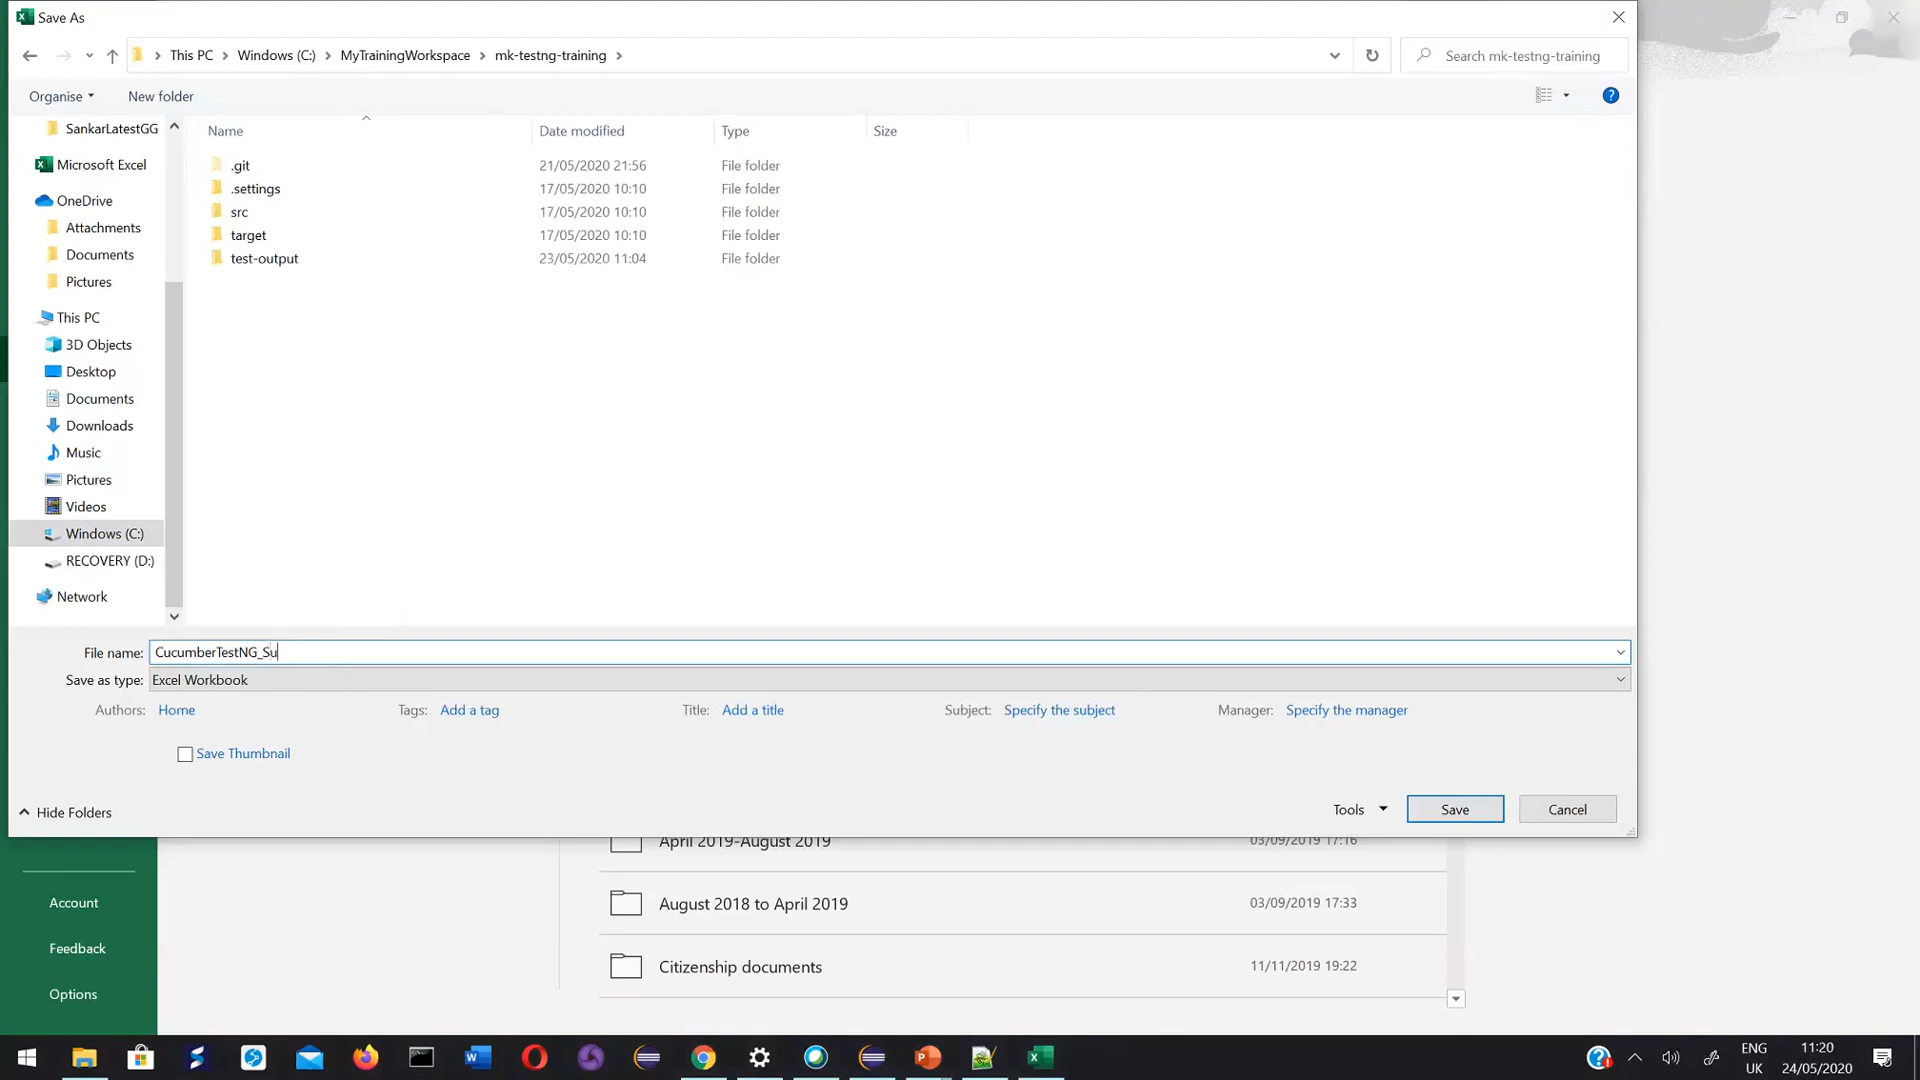 Save As
This PC > Windows (C:) > MyTrainingWorkspace > mk-testng-training >
Search mk-testng-training
Organise
New folder
Name Date modified Type Size
SankarLatestGG
Microsoft Excel
OneDrive
Attachments
Documents
Pictures
This PC
3D Objects
Desktop
Documents
Downloads
Music
Pictures
Videos
Windows (C:)
RECOVERY (D:)
Network
.git 21/05/2020 21:56 File folder
.settings 17/05/2020 10:10 File folder
src 17/05/2020 10:10 File folder
target 17/05/2020 10:10 File folder
test-output 23/05/2020 11:04 File folder
File name: CucumberTestNG_Su
Save as type: Excel Workbook
Authors: Home Tags: Add a tag Title: Add a title Subject: Specify the subject Manager: Specify the manager
Save Thumbnail
Hide Folders
Tools Save Cancel
April 2019-August 2019 03/09/2019 17:16
August 2018 to April 2019 03/09/2019 17:33
Citizenship documents 11/11/2019 19:22
Account
Feedback
Options
ENG
UK
11:20
24/05/2020